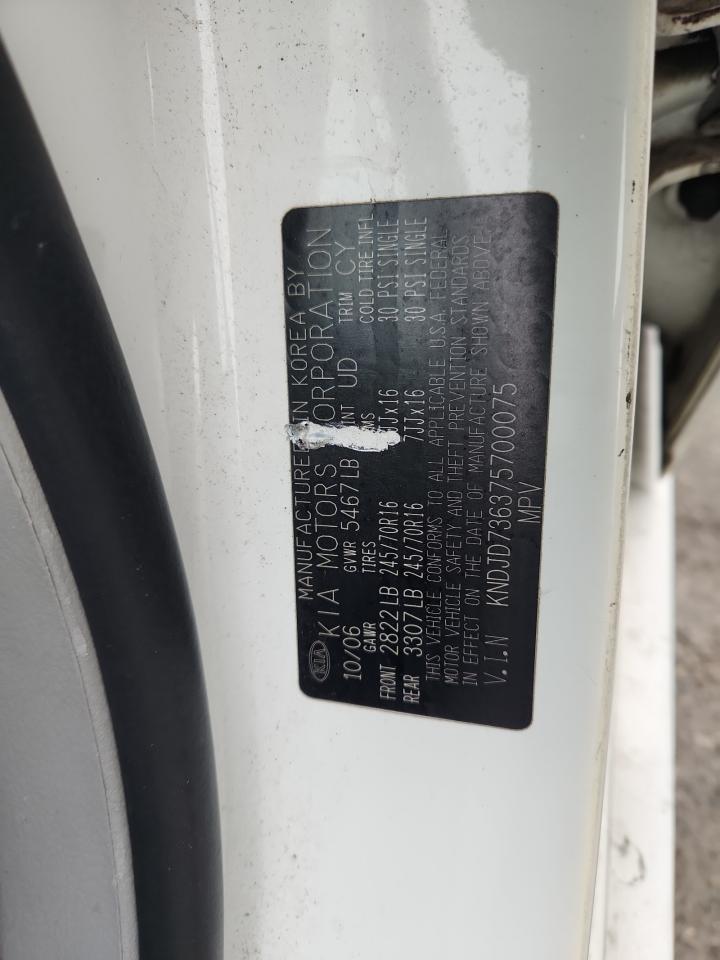 KIA
MANUFACTURED IN KOREA BY
KIA MOTORS CORPORATION
10/06 GVWR 5467LB UD TRIM CY
GAWR TIRES COLD TIRE INFL
FRONT 2822LB 245/70R16 30 PSI SINGLE
REAR 3307LB 245/70R16 7JJx16 30 PSI SINGLE
THIS VEHICLE CONFORMS TO ALL APPLICABLE U.S.A. FEDERAL
MOTOR VEHICLE SAFETY AND THEFT PREVENTION STANDARDS
IN EFFECT ON THE DATE OF MANUFACTURE SHOWN ABOVE.
V.I.N KNDJD736375700075
MPV